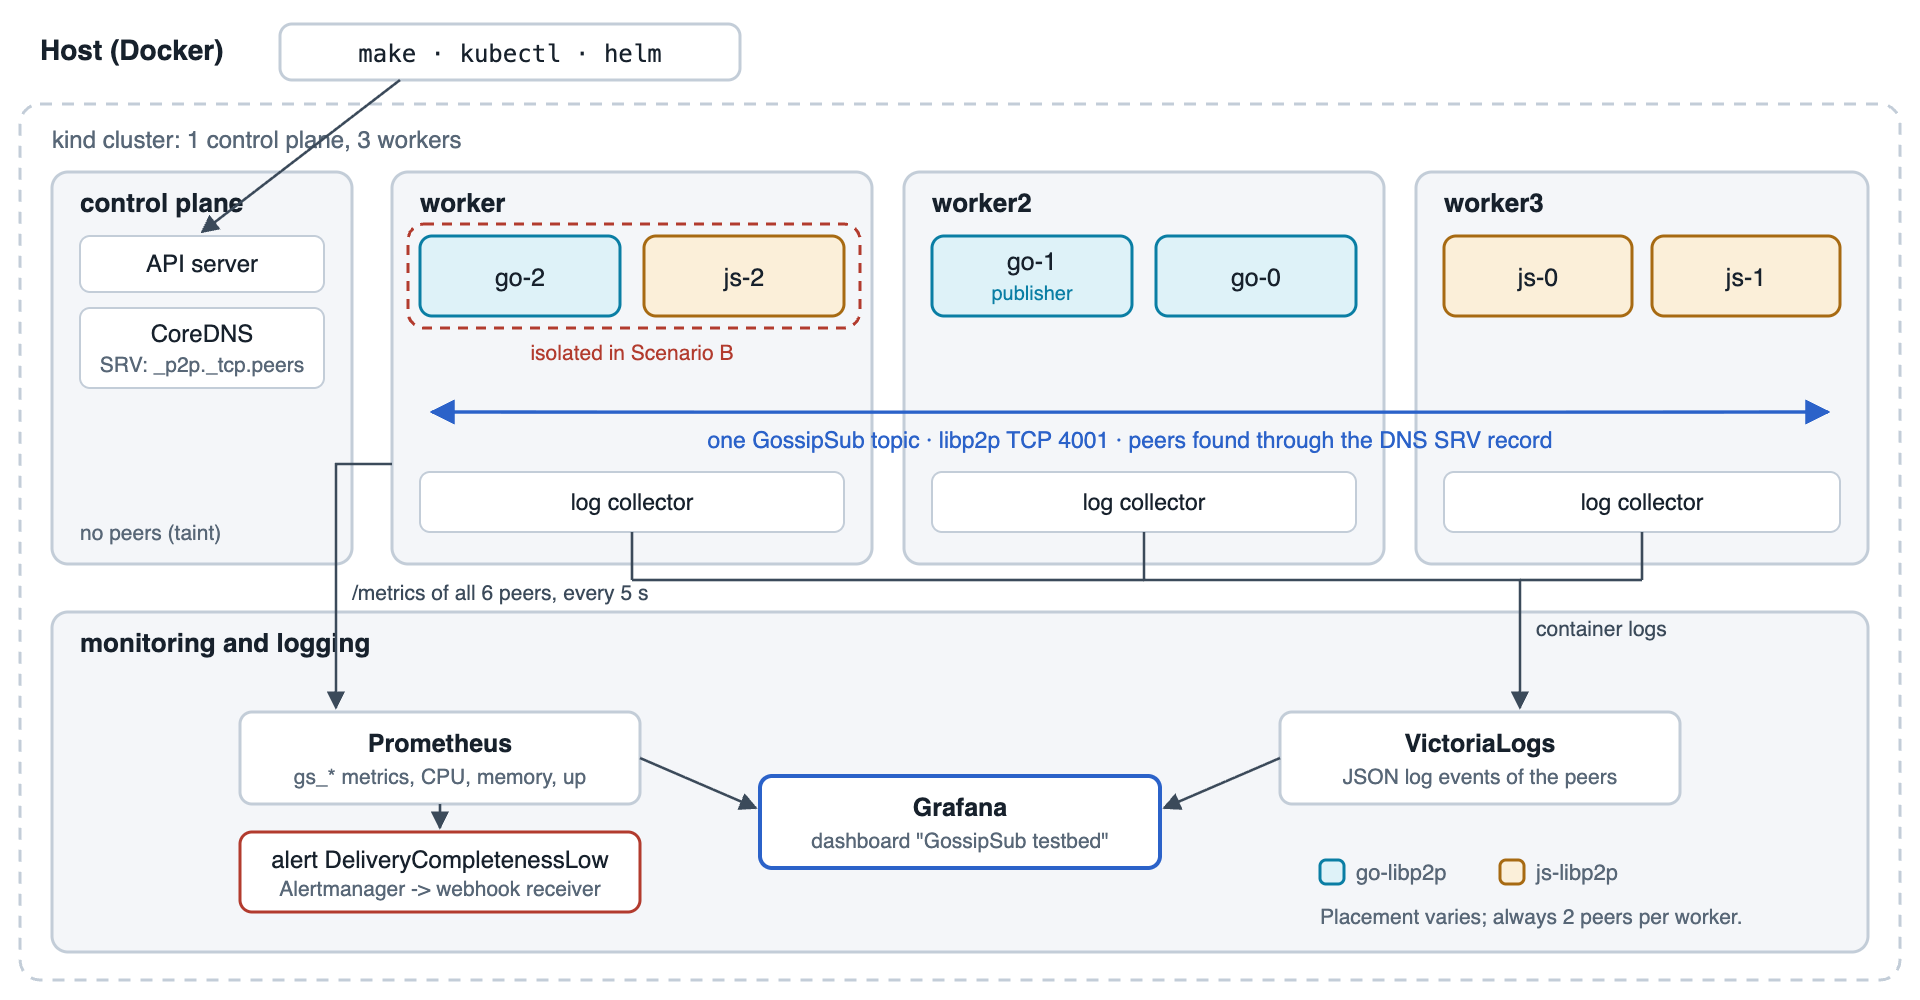 Host (Docker)
make · kubectl · helm
kind cluster: 1 control plane, 3 workers
control plane
API server
CoreDNS
SRV: _p2p._tcp.peers
no peers (taint)
worker
go-2
js-2
isolated in Scenario B
worker2
go-1
publisher
go-0
worker3
js-0
js-1
one GossipSub topic · libp2p TCP 4001 · peers found through the DNS SRV record
log collector
log collector
log collector
/metrics of all 6 peers, every 5 s
container logs
monitoring and logging
Prometheus
gs_* metrics, CPU, memory, up
alert DeliveryCompletenessLow
Alertmanager -> webhook receiver
Grafana
dashboard "GossipSub testbed"
VictoriaLogs
JSON log events of the peers
go-libp2p
js-libp2p
Placement varies; always 2 peers per worker.